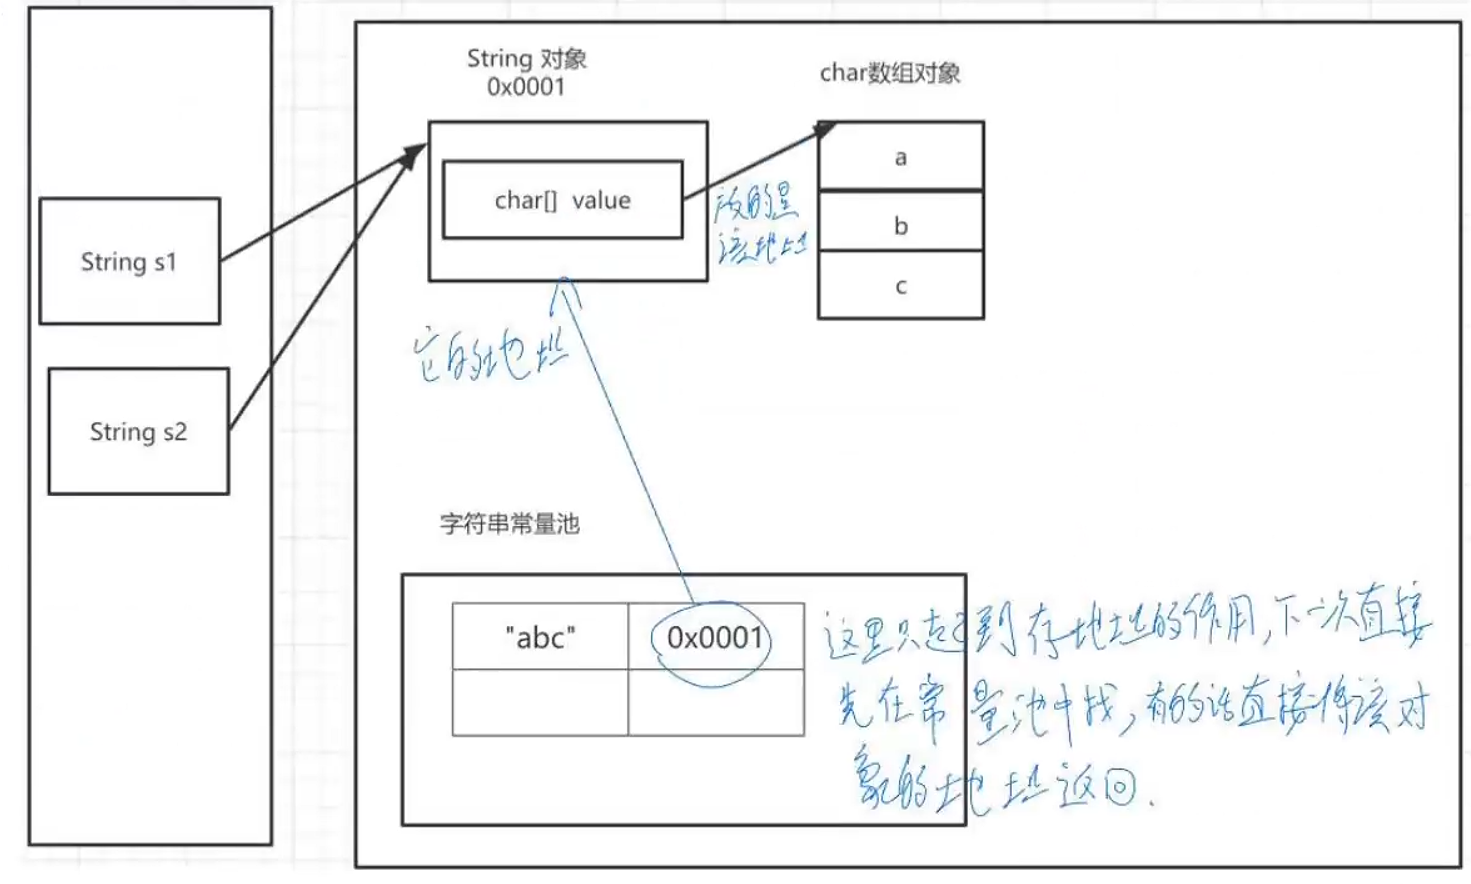 String 对象
0x0001
char数组对象
char[] value
a
b
c
放的是
该地址
String s1
它的地址
String s2
字符串常量池
"abc" 0x0001
这里只起到存地址的作用,下一次直接
先在常量池中找,有的话直接将该对
象的地址返回.